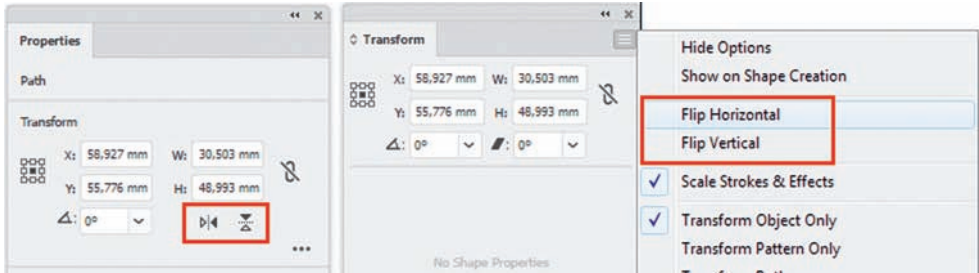 Properties
Path
Transform
X: 58,927 mm W: 30,503 mm
Y: 55,776 mm H: 48,993 mm
0°
Transform
X: 58,927 mm W: 30,503 mm
Y: 55,776 mm H: 48,993 mm
0° 0°
No Shape Properties
Hide Options
Show on Shape Creation
Flip Horizontal
Flip Vertical
Scale Strokes & Effects
Transform Object Only
Transform Pattern Only